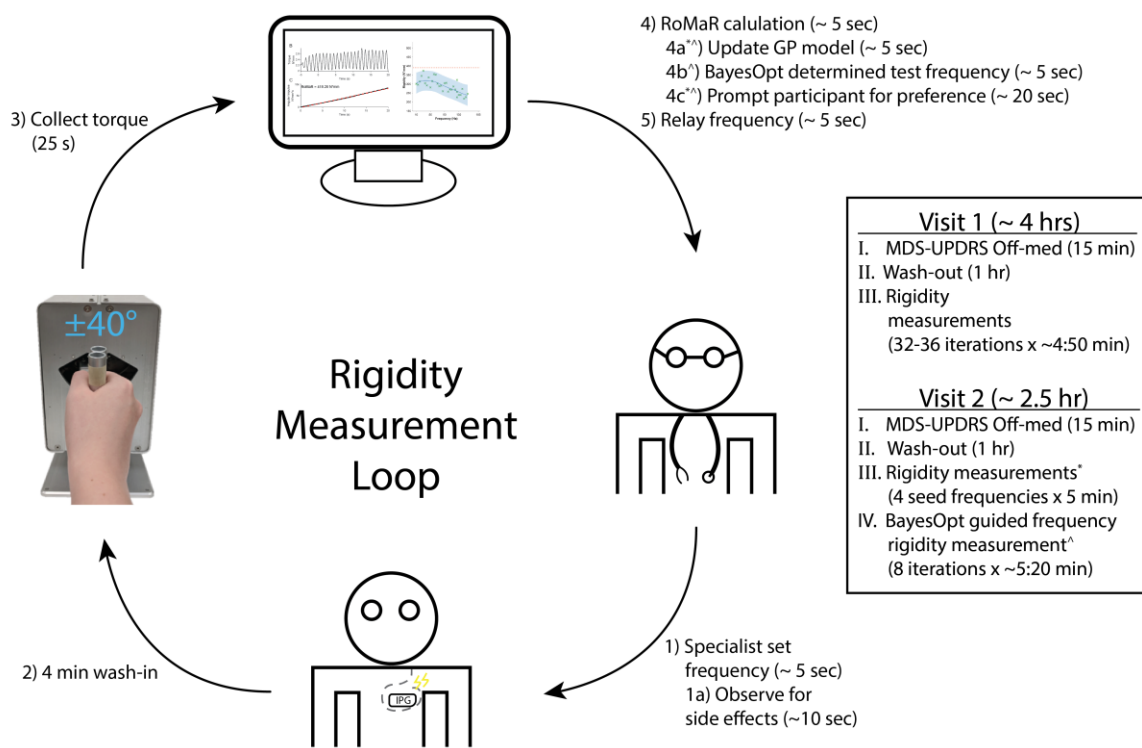 4) RoMaR calulation (~ 5 sec)
4a*^) Update GP model (~ 5 sec)
4b^) BayesOpt determined test frequency (~ 5 sec)
4c*^) Prompt participant for preference (~ 20 sec)
5) Relay frequency (~ 5 sec)
3) Collect torque
(25 s)
Time (s)
Time (s)
Frequency (Hz)
±40°
Rigidity
Measurement
Loop
Visit 1 (~ 4 hrs)
I. MDS-UPDRS Off-med (15 min)
II. Wash-out (1 hr)
III. Rigidity
measurements
(32-36 iterations x ~4:50 min)
Visit 2 (~ 2.5 hr)
I. MDS-UPDRS Off-med (15 min)
II. Wash-out (1 hr)
III. Rigidity measurements*
(4 seed frequencies x 5 min)
IV. BayesOpt guided frequency
rigidity measurement^
(8 iterations x ~5:20 min)
2) 4 min wash-in
IPG
1) Specialist set
frequency (~ 5 sec)
1a) Observe for
side effects (~10 sec)